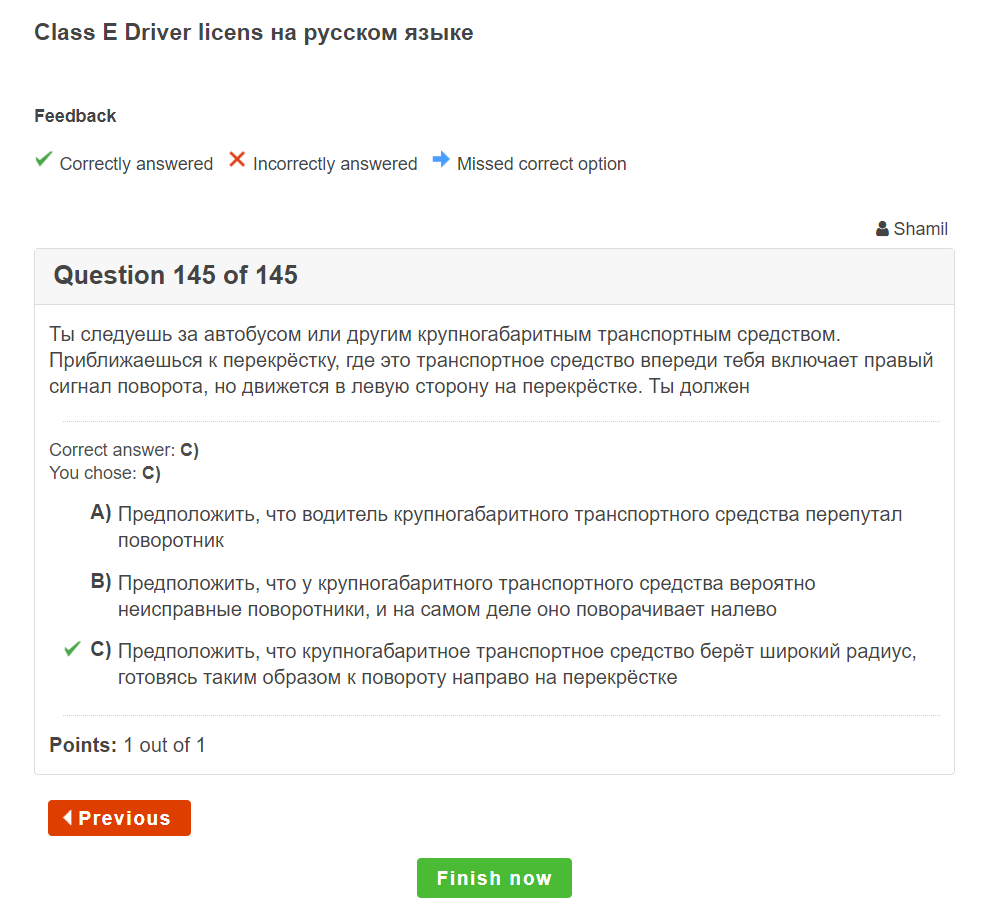 Class E Driver licens на русском языке
Feedback
Correctly answered Incorrectly answered Missed correct option
Shamil
Question 145 of 145
Ты следуешь за автобусом или другим крупногабаритным транспортным средством.
Приближаешься к перекрёстку, где это транспортное средство впереди тебя включает правый
сигнал поворота, но движется в левую сторону на перекрёстке. Ты должен
Correct answer: C)
You chose: C)
A) Предположить, что водитель крупногабаритного транспортного средства перепутал
поворотник
B) Предположить, что у крупногабаритного транспортного средства вероятно
неисправные поворотники, и на самом деле оно поворачивает налево
C) Предположить, что крупногабаритное транспортное средство берёт широкий радиус,
готовясь таким образом к повороту направо на перекрёстке
Points: 1 out of 1
Previous
Finish now